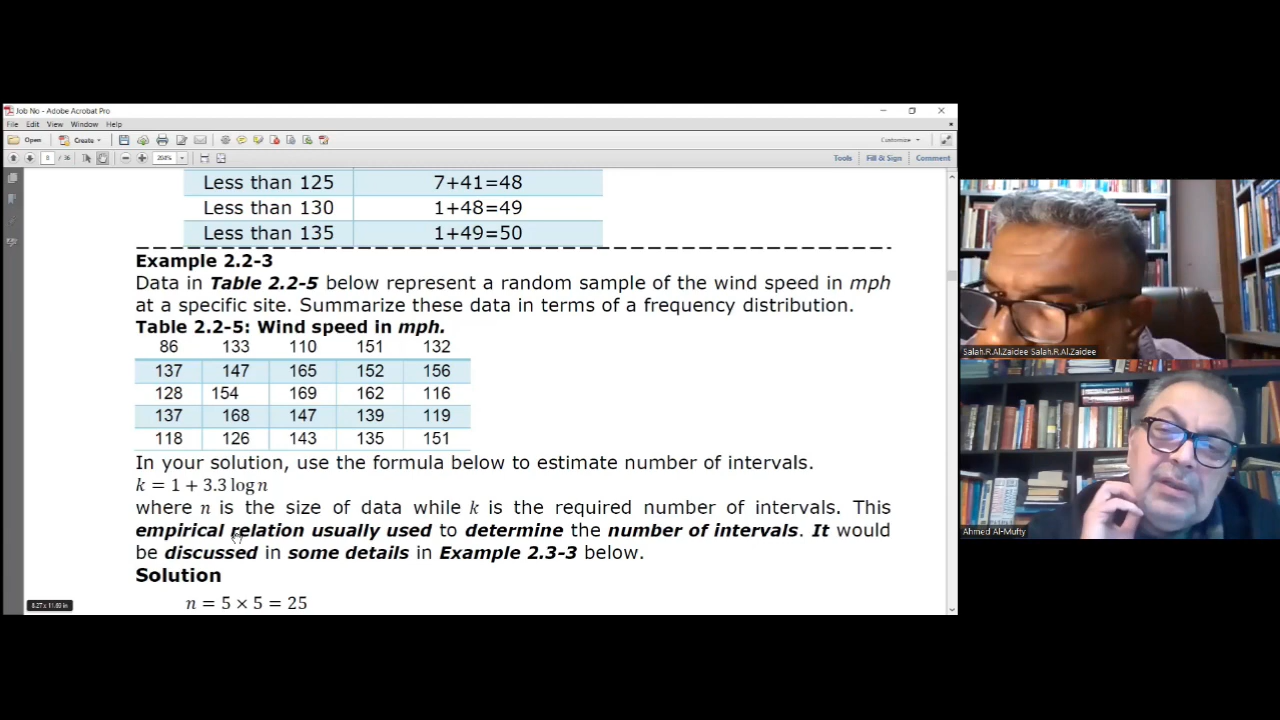 Job No - Adobe Acrobat Pro
File Edit View Window Help
Open Create Customize
8 / 36 204% Tools Fill & Sign Comment
Less than 125 7+41=48
Less than 130 1+48=49
Less than 135 1+49=50
Example 2.2-3
Data in Table 2.2-5 below represent a random sample of the wind speed in mph
at a specific site. Summarize these data in terms of a frequency distribution.
Table 2.2-5: Wind speed in mph.
86 133 110 151 132
137 147 165 152 156
128 154 169 162 116
137 168 147 139 119
118 126 143 135 151
In your solution, use the formula below to estimate number of intervals.
k = 1 + 3.3 log n
where n is the size of data while k is the required number of intervals. This
empirical relation usually used to determine the number of intervals. It would
be discussed in some details in Example 2.3-3 below.
Solution
n = 5 × 5 = 25
Salah.R.Al.Zaidee Salah.R.Al.Zaidee
Ahmed Al-Mufty